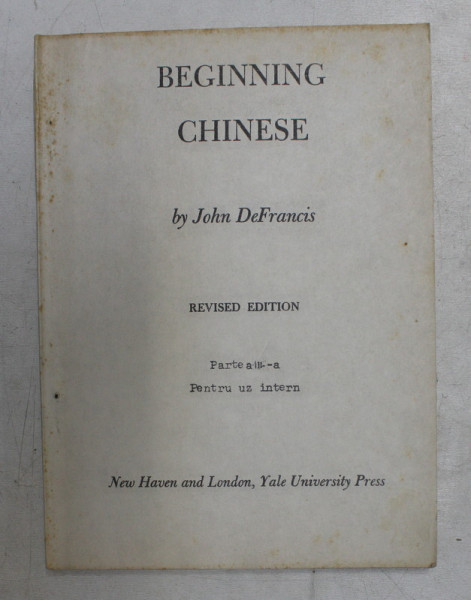 BEGINNING
CHINESE
by John DeFrancis
REVISED EDITION
Partea III-a
Pentru uz intern
New Haven and London, Yale University Press